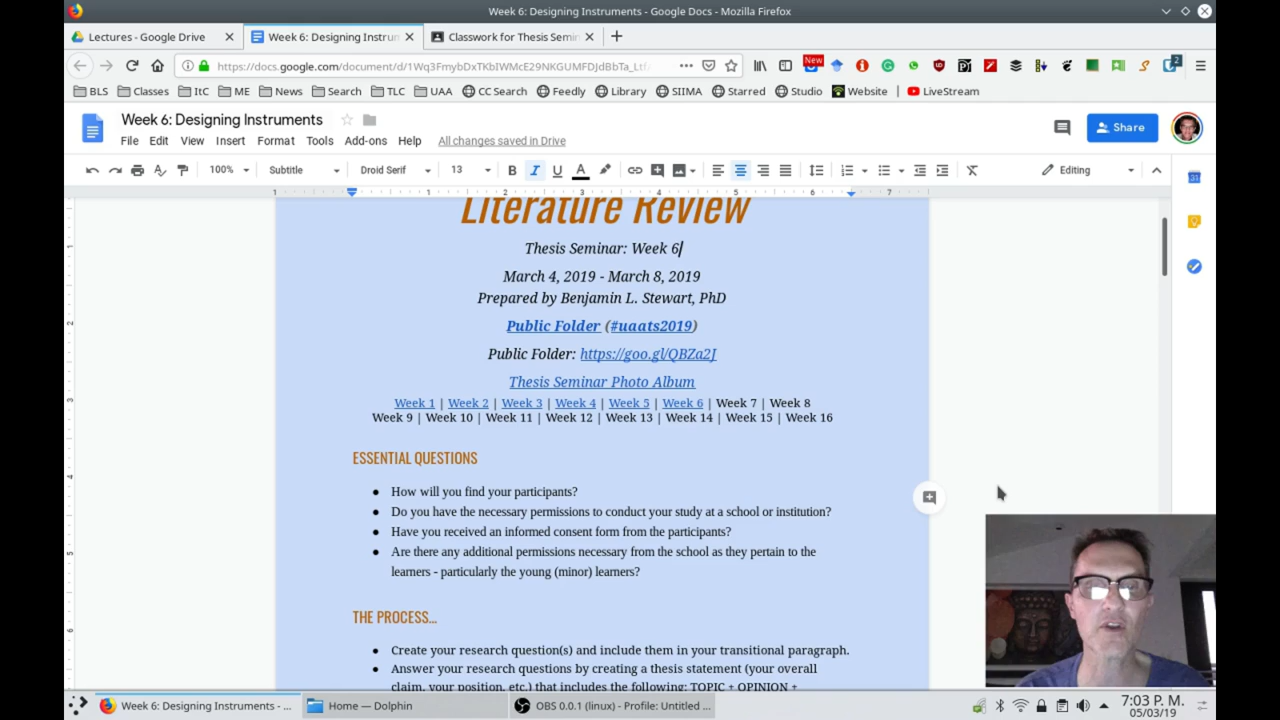 Week 6: Designing Instruments - Google Docs - Mozilla Firefox
Lectures - Google Drive
Week 6: Designing Instrum
Classwork for Thesis Semin
https://docs.google.com/document/d/1Wq3FmybDxTKbIWMcE29NKGUMFDJdBbTa_Ltf
New
2
BLS
Classes
ItC
ME
News
Search
TLC
UAA
CC Search
Feedly
Library
SIIMA
Starred
Studio
Website
LiveStream
Week 6: Designing Instruments
Share
File Edit View Insert Format Tools Add-ons Help All changes saved in Drive
100% Subtitle Droid Serif 13 B I U A Editing
1 1 2 3 4 5 6 7
Literature Review
Thesis Seminar: Week 6
March 4, 2019 - March 8, 2019
Prepared by Benjamin L. Stewart, PhD
Public Folder (#uaats2019)
Public Folder: https://goo.gl/QBZa2J
Thesis Seminar Photo Album
Week 1 | Week 2 | Week 3 | Week 4 | Week 5 | Week 6 | Week 7 | Week 8
Week 9 | Week 10 | Week 11 | Week 12 | Week 13 | Week 14 | Week 15 | Week 16
ESSENTIAL QUESTIONS
● How will you find your participants?
● Do you have the necessary permissions to conduct your study at a school or institution?
● Have you received an informed consent form from the participants?
● Are there any additional permissions necessary from the school as they pertain to the
learners - particularly the young (minor) learners?
THE PROCESS...
● Create your research question(s) and include them in your transitional paragraph.
● Answer your research questions by creating a thesis statement (your overall
claim, your position, etc.) that includes the following: TOPIC + OPINION +
Week 6: Designing Instruments - ...
Home — Dolphin
OBS 0.0.1 (linux) - Profile: Untitled ...
7:03 P. M.
05/03/19